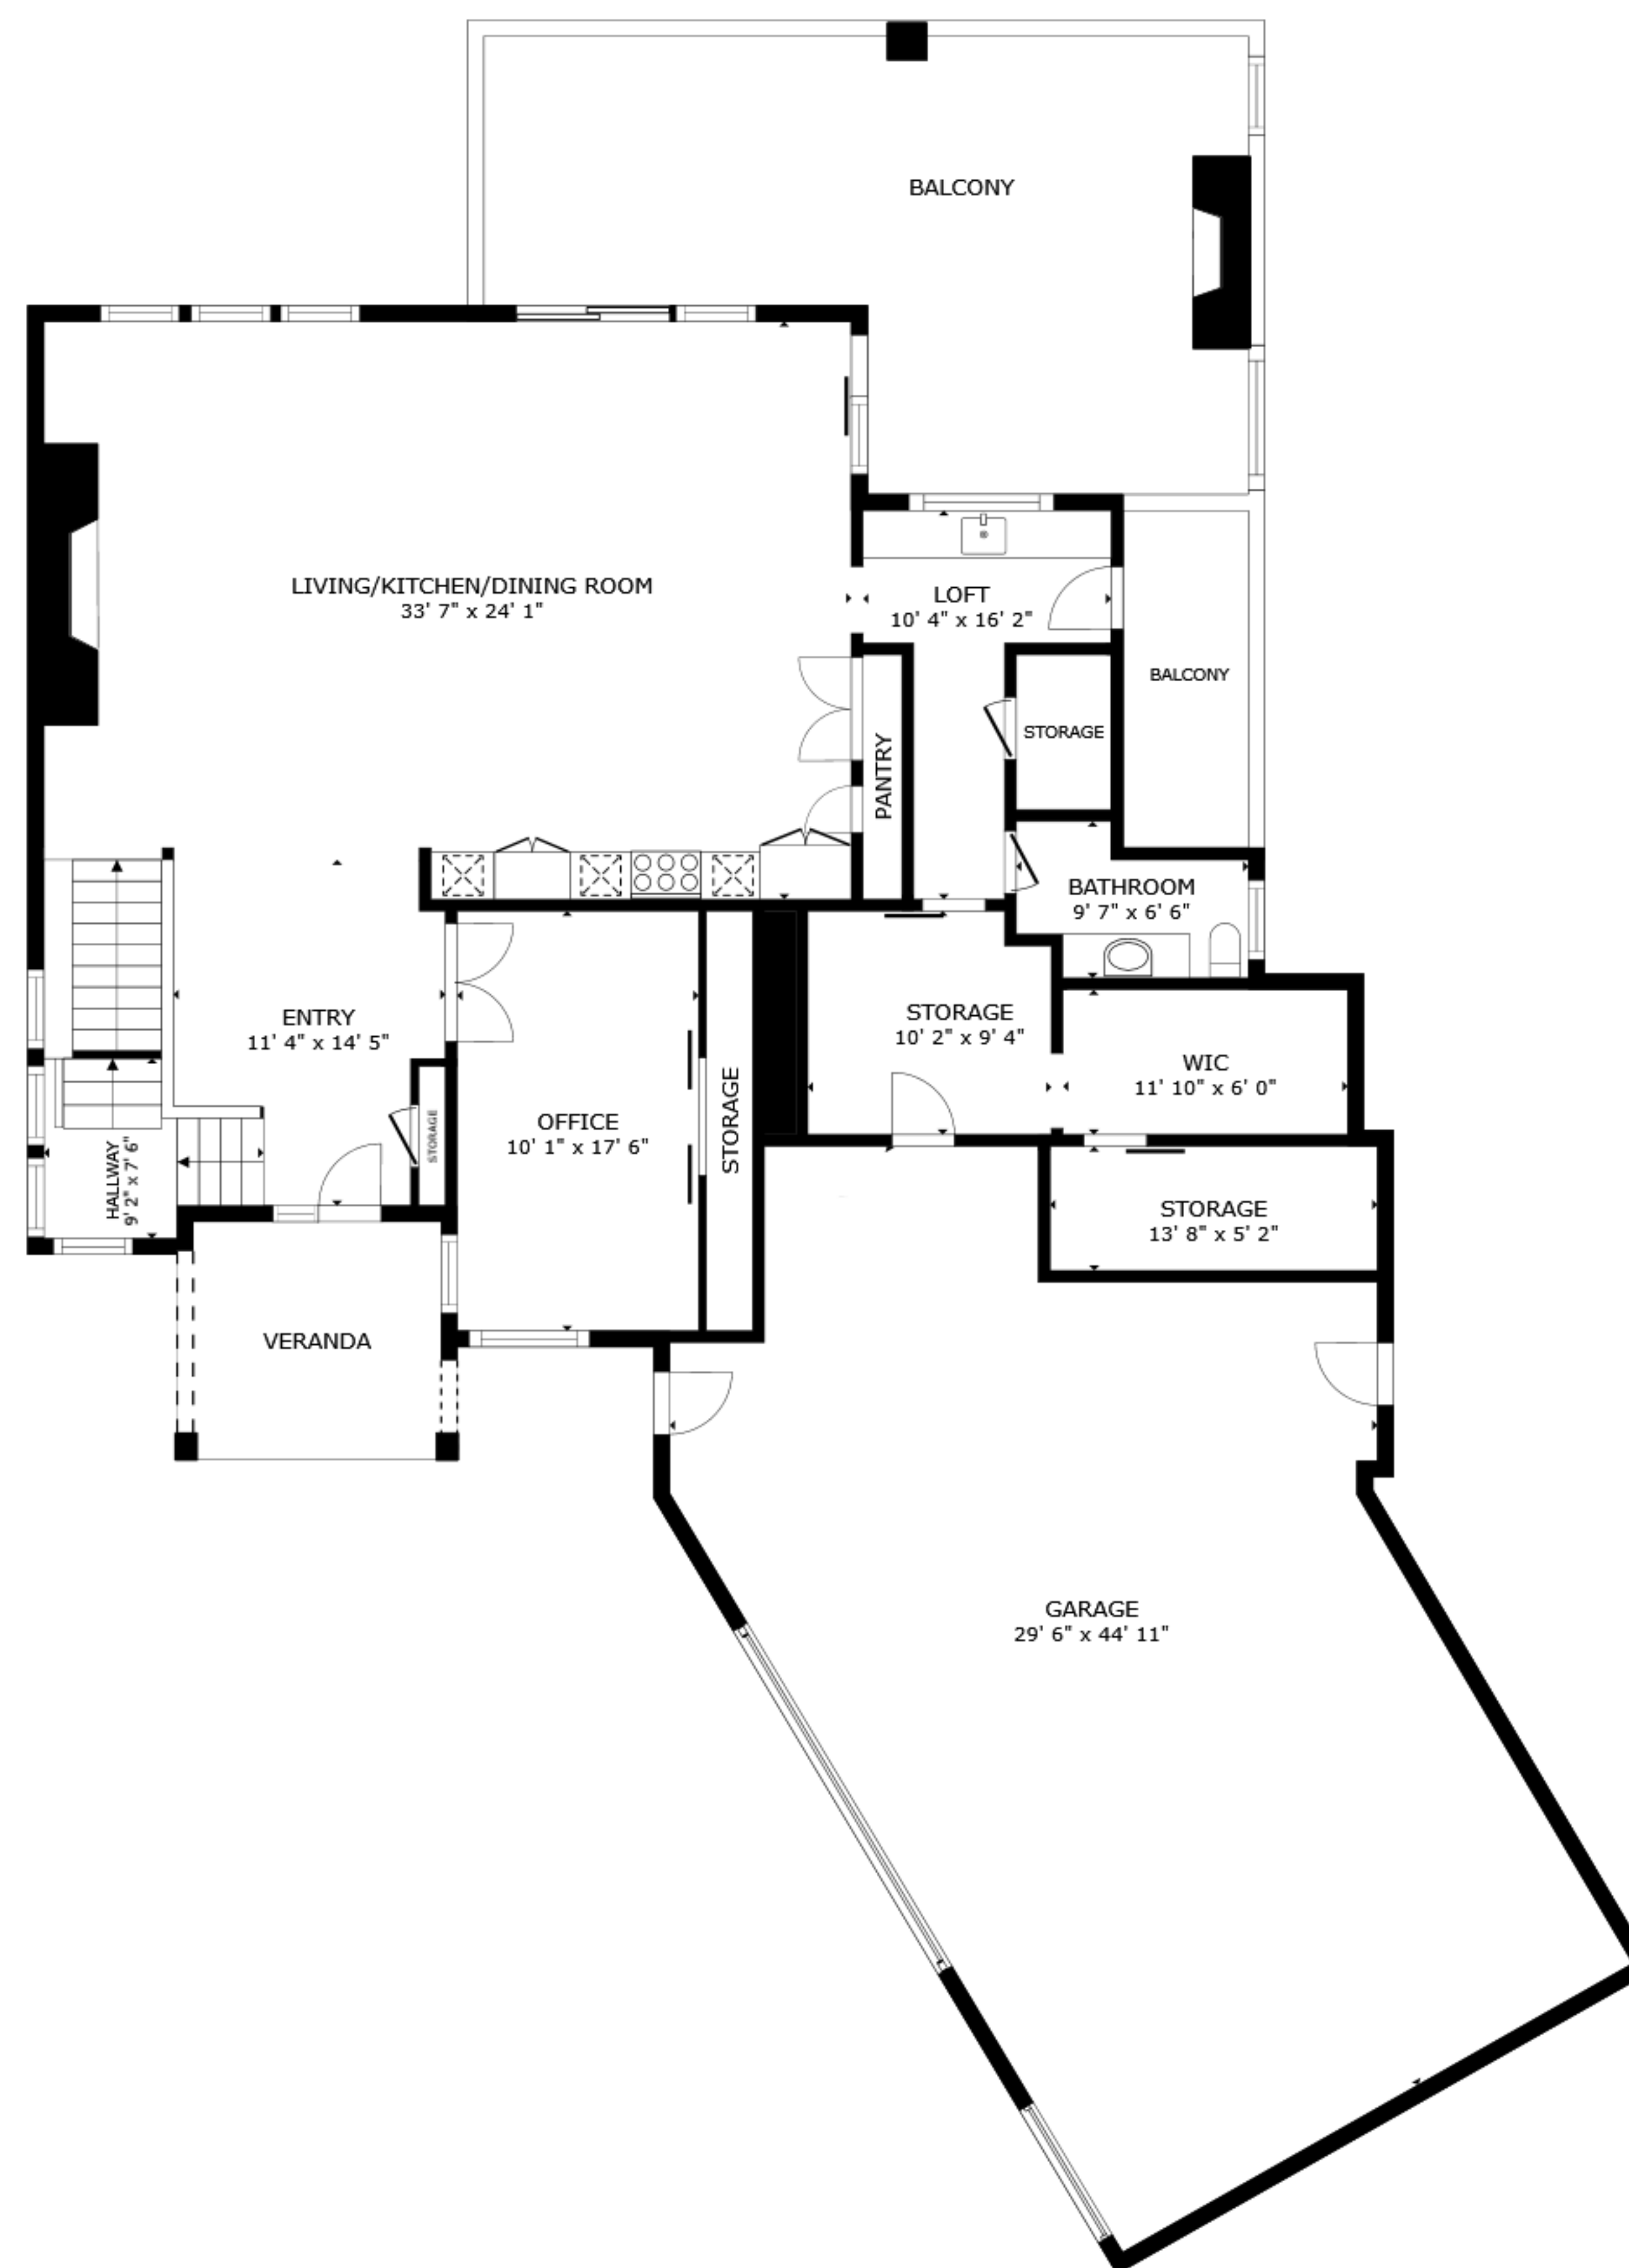 BALCONY
LIVING/KITCHEN/DINING ROOM
33' 7" x 24' 1"
LOFT
10' 4" x 16' 2"
BALCONY
STORAGE
PANTRY
BATHROOM
9' 7" x 6' 6"
ENTRY
11' 4" x 14' 5"
STORAGE
10' 2" x 9' 4"
WIC
11' 10" x 6' 0"
OFFICE
10' 1" x 17' 6"
STORAGE
STORAGE
HALLWAY
9' 2" x 7' 6"
STORAGE
13' 8" x 5' 2"
VERANDA
GARAGE
29' 6" x 44' 11"